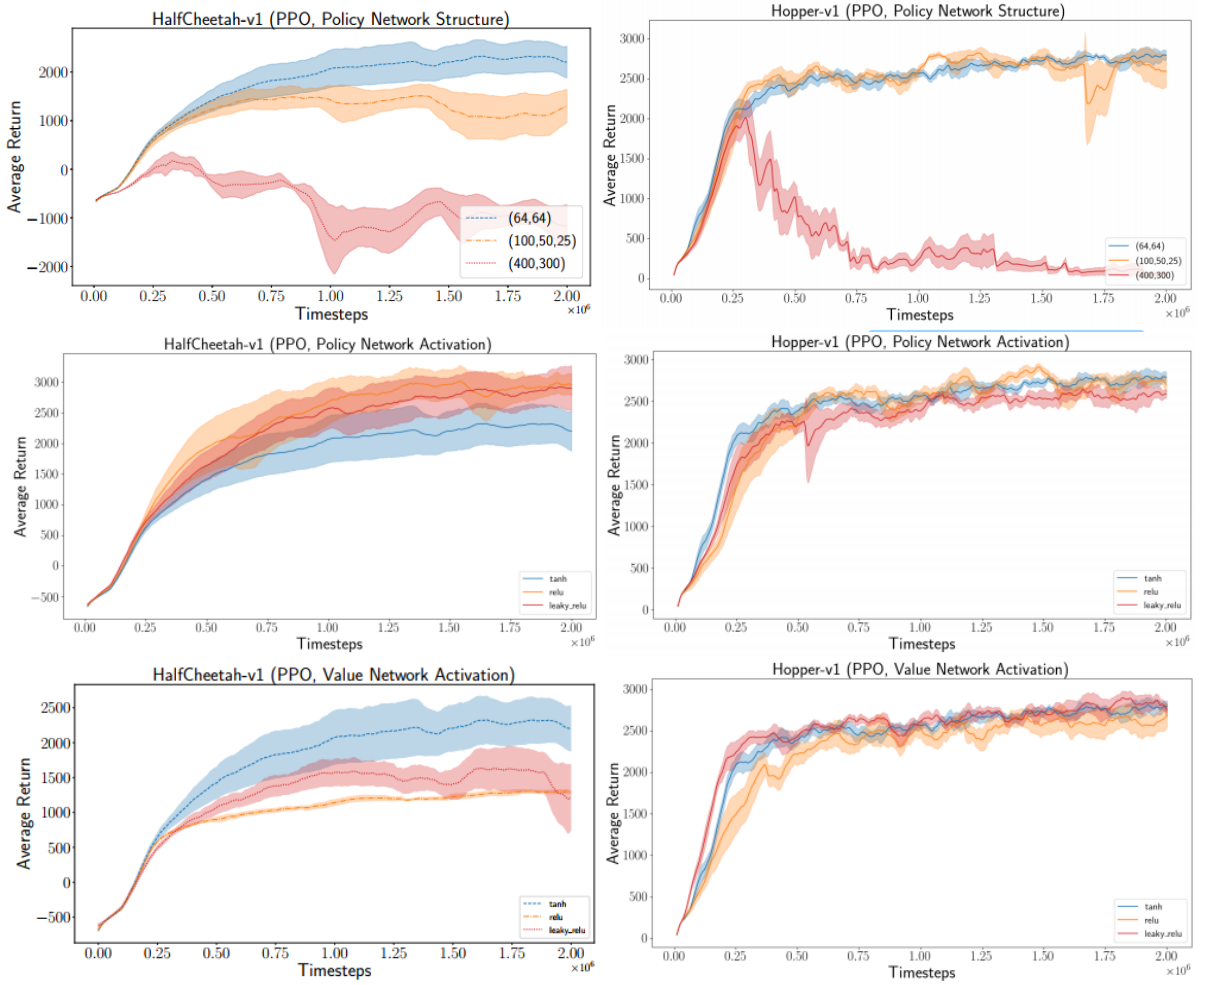 HalfCheetah-v1 (PPO, Policy Network Structure)
Average Return
2000
1000
0
−1000
−2000
(64,64)
(100,50,25)
(400,300)
0.00 0.25 0.50 0.75 1.00 1.25 1.50 1.75 2.00
Timesteps
×10⁶
Hopper-v1 (PPO, Policy Network Structure)
Average Return
3000
2500
2000
1500
1000
500
0
(64,64)
(100,50,25)
(400,300)
0.00 0.25 0.50 0.75 1.00 1.25 1.50 1.75 2.00
Timesteps
×10⁶
HalfCheetah-v1 (PPO, Policy Network Activation)
Average Return
3000
2500
2000
1500
1000
500
0
−500
tanh
relu
leaky_relu
0.00 0.25 0.50 0.75 1.00 1.25 1.50 1.75 2.00
Timesteps
×10⁶
Hopper-v1 (PPO, Policy Network Activation)
Average Return
3000
2500
2000
1500
1000
500
0
tanh
relu
leaky_relu
0.00 0.25 0.50 0.75 1.00 1.25 1.50 1.75 2.00
Timesteps
×10⁶
HalfCheetah-v1 (PPO, Value Network Activation)
Average Return
2500
2000
1500
1000
500
0
−500
tanh
relu
leaky_relu
0.00 0.25 0.50 0.75 1.00 1.25 1.50 1.75 2.00
Timesteps
×10⁶
Hopper-v1 (PPO, Value Network Activation)
Average Return
3000
2500
2000
1500
1000
500
0
tanh
relu
leaky_relu
0.00 0.25 0.50 0.75 1.00 1.25 1.50 1.75 2.00
Timesteps
×10⁶